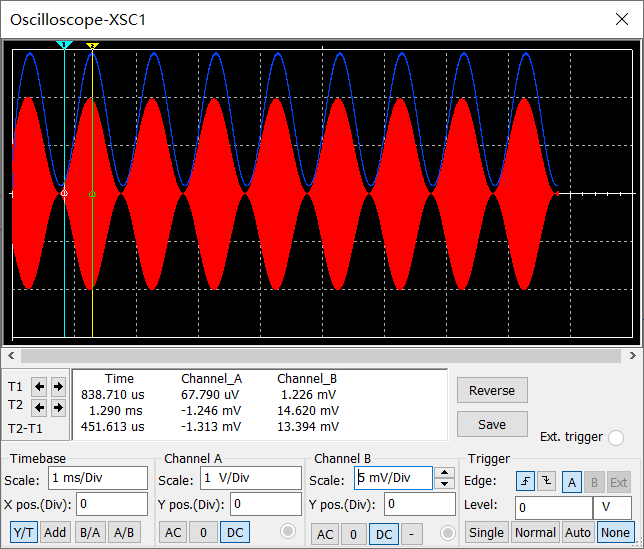 Oscilloscope-XSC1
1 2
Time Channel_A Channel_B
T1 838.710 us 67.790 uV 1.226 mV
T2 1.290 ms -1.246 mV 14.620 mV
T2-T1 451.613 us -1.313 mV 13.394 mV
Reverse
Save
Ext. trigger
Timebase Channel A Channel B Trigger
Scale: 1 ms/Div Scale: 1 V/Div Scale: 5 mV/Div Edge: A B Ext
X pos.(Div): 0 Y pos.(Div): 0 Y pos.(Div): 0 Level: 0 V
Y/T Add B/A A/B AC 0 DC AC 0 DC - Single Normal Auto None